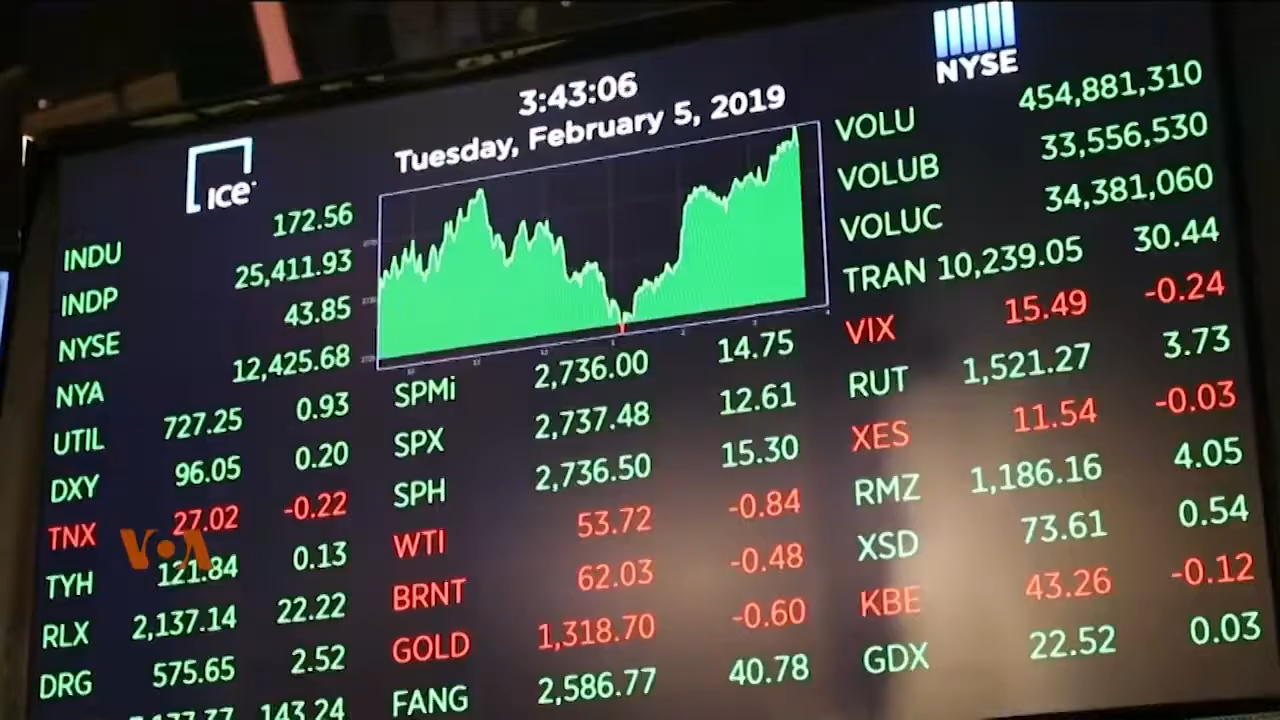 3:43:06
Tuesday, February 5, 2019
ice
NYSE
INDU 172.56
INDP 25,411.93
NYSE 43.85
NYA 12,425.68
UTIL 727.25 0.93
DXY 96.05 0.20
TNX 27.02 -0.22
TYH 121.84 0.13
RLX 2,137.14 22.22
DRG 575.65 2.52
143.24
SPMi 2,736.00 14.75
SPX 2,737.48 12.61
SPH 2,736.50 15.30
WTI 53.72 -0.84
BRNT 62.03 -0.48
GOLD 1,318.70 -0.60
FANG 2,586.77 40.78
VOLU 454,881,310
VOLUB 33,556,530
VOLUC 34,381,060
TRAN 10,239.05 30.44
VIX 15.49 -0.24
RUT 1,521.27 3.73
XES 11.54 -0.03
RMZ 1,186.16 4.05
XSD 73.61 0.54
KBE 43.26 -0.12
GDX 22.52 0.03
VOA